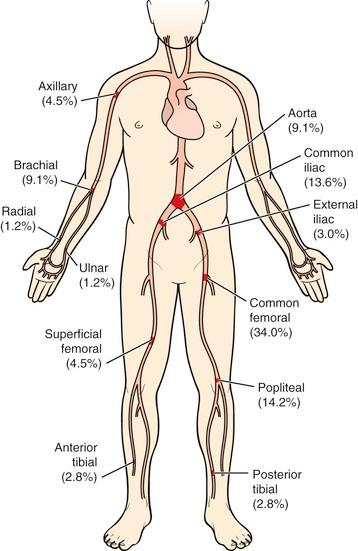 Axillary
(4.5%)
Aorta
(9.1%)
Common
iliac
(13.6%)
Brachial
(9.1%)
External
iliac
(3.0%)
Radial
(1.2%)
Ulnar
(1.2%)
Common
femoral
(34.0%)
Superficial
femoral
(4.5%)
Popliteal
(14.2%)
Anterior
tibial
(2.8%)
Posterior
tibial
(2.8%)